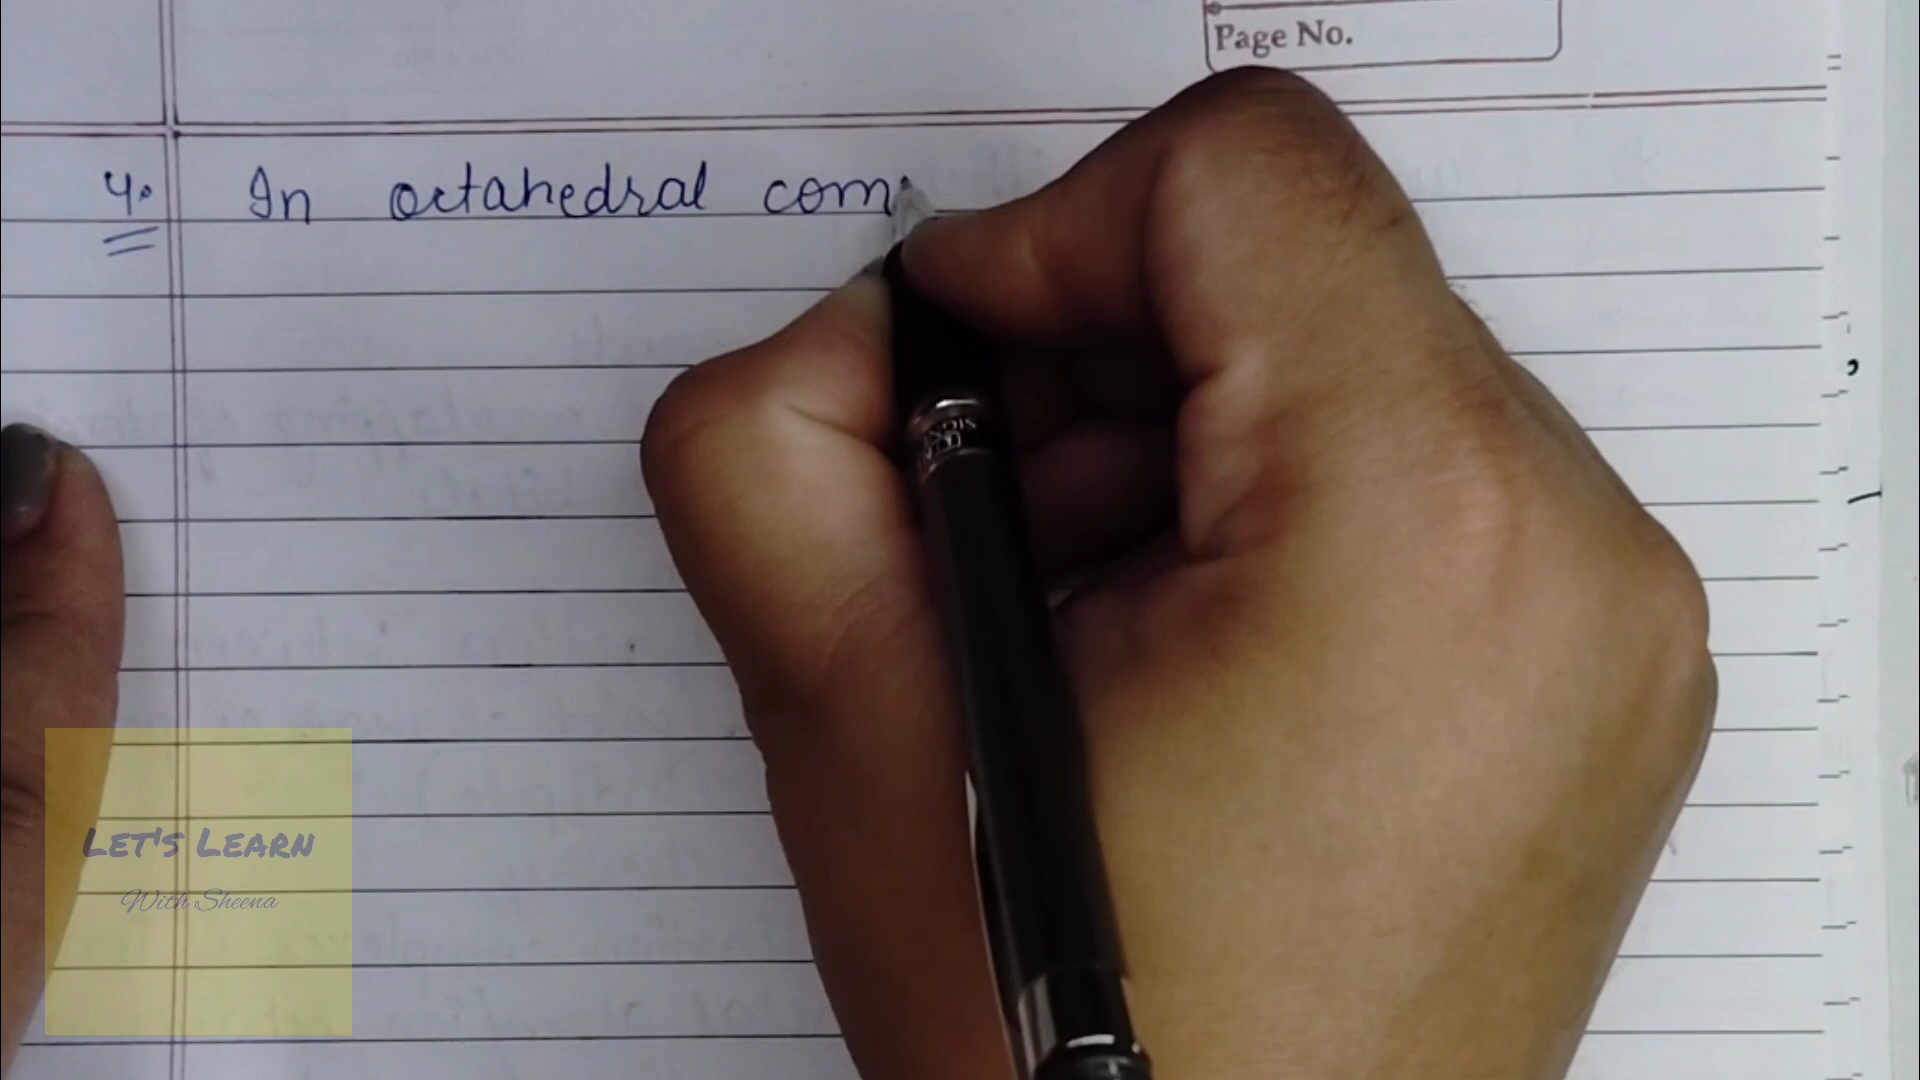 Page No.
4. In octahedral com
LET'S LEARN
With Sheena